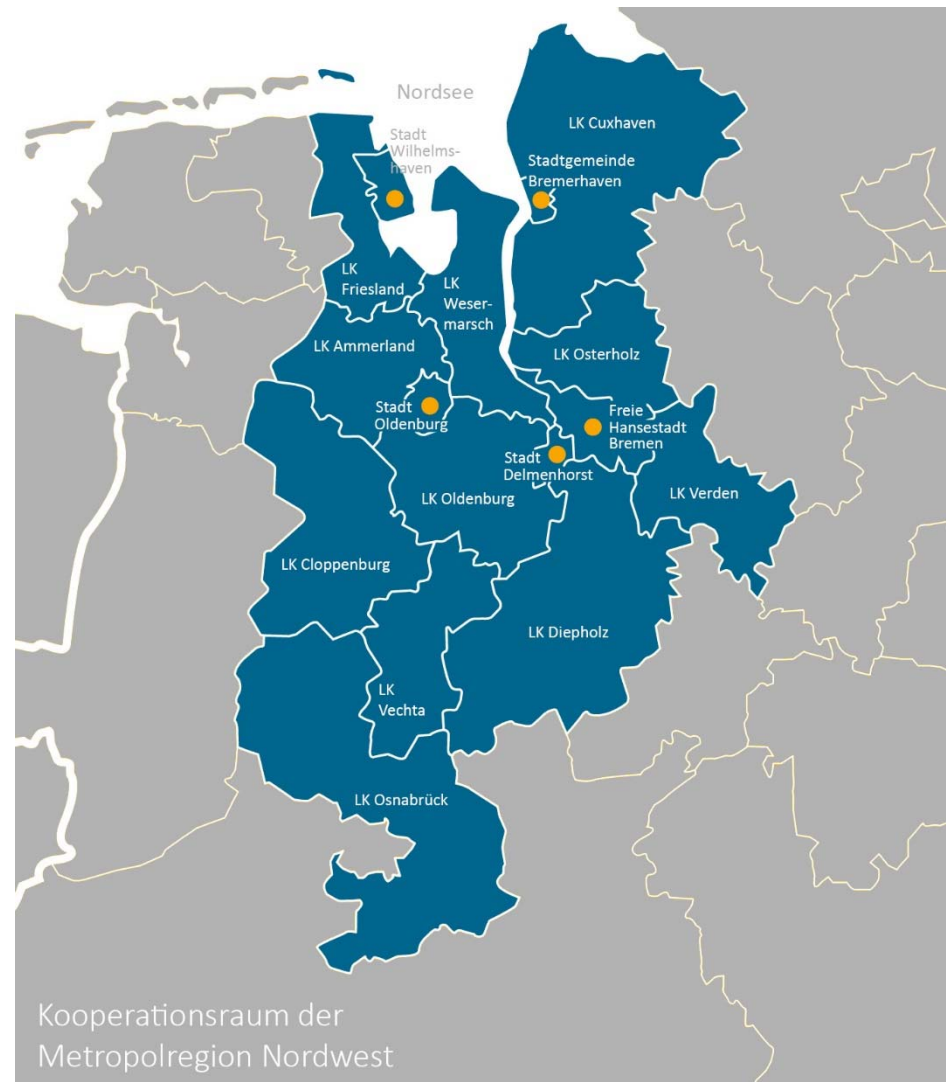 Nordsee
LK Cuxhaven
Stadt
Wilhelms-
haven
Stadtgemeinde
Bremerhaven
LK
Friesland
LK
Weser-
marsch
LK Ammerland
LK Osterholz
Stadt
Oldenburg
Freie
Hansestadt
Bremen
Stadt
Delmenhorst
LK Oldenburg
LK Verden
LK Cloppenburg
LK Diepholz
LK
Vechta
LK Osnabrück
Kooperationsraum der
Metropolregion Nordwest